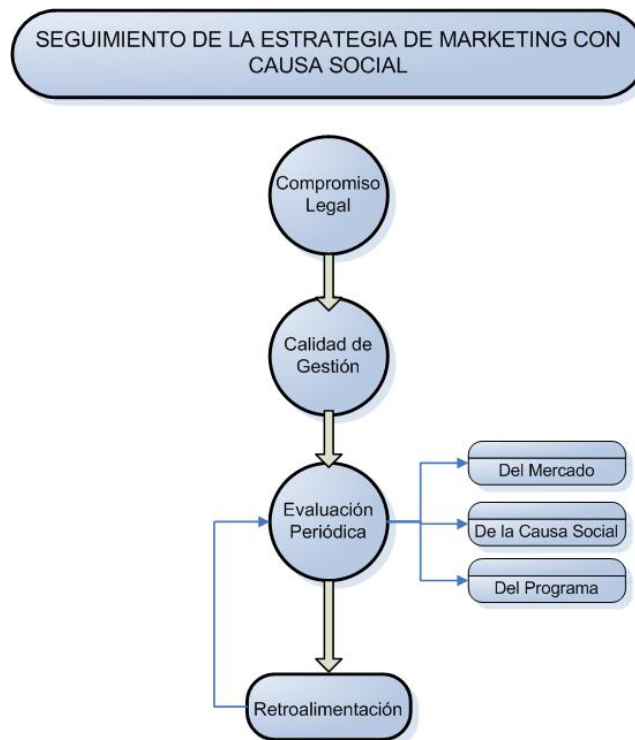 SEGUIMIENTO DE LA ESTRATEGIA DE MARKETING CON
CAUSA SOCIAL
Compromiso
Legal
Calidad de
Gestión
Evaluación
Periódica
Del Mercado
De la Causa Social
Del Programa
Retroalimentación